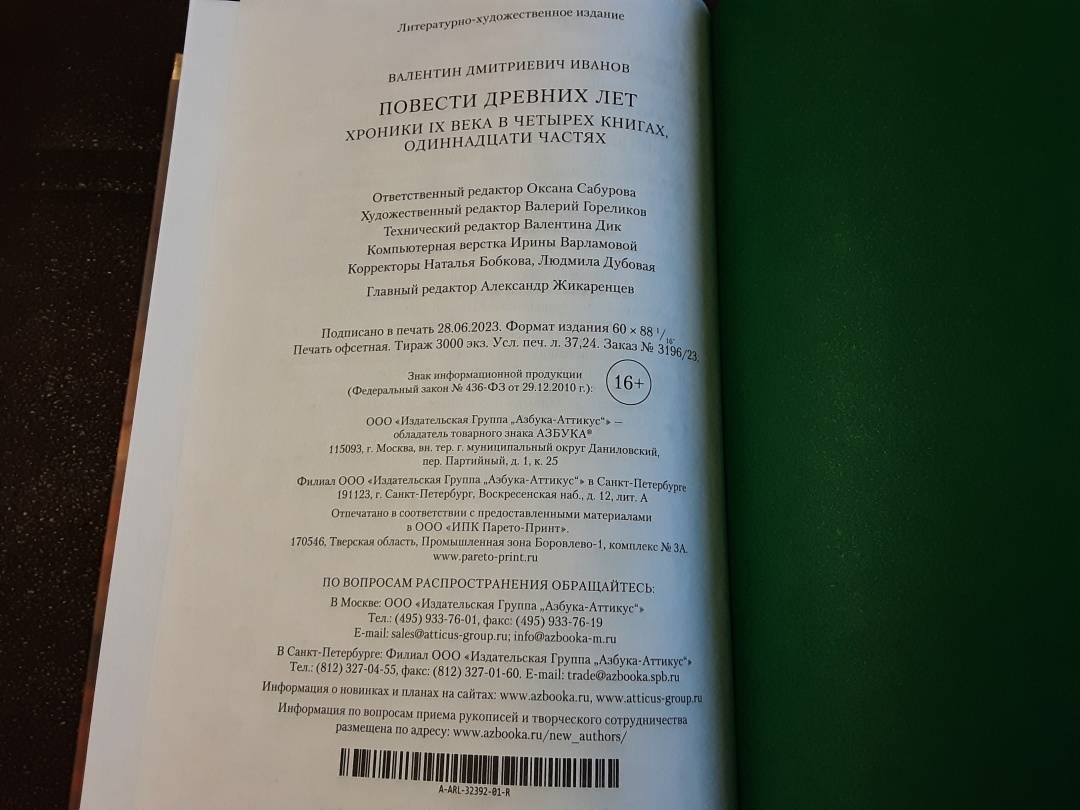 Литературно-художественное издание
ВАЛЕНТИН ДМИТРИЕВИЧ ИВАНОВ
ПОВЕСТИ ДРЕВНИХ ЛЕТ
ХРОНИКИ IX ВЕКА В ЧЕТЫРЕХ КНИГАХ,
ОДИННАДЦАТИ ЧАСТЯХ
Ответственный редактор Оксана Сабурова
Художественный редактор Валерий Гореликов
Технический редактор Валентина Дик
Компьютерная верстка Ирины Варламовой
Корректоры Наталья Бобкова, Людмила Дубовая
Главный редактор Александр Жикаренцев
Подписано в печать 28.06.2023. Формат издания 60 × 88 1/16.
Печать офсетная. Тираж 3000 экз. Усл. печ. л. 37,24. Заказ № 3196/23.
Знак информационной продукции
(Федеральный закон № 436-ФЗ от 29.12.2010 г.):
16+
ООО «Издательская Группа „Азбука-Аттикус“» —
обладатель товарного знака АЗБУКА®
115093, г. Москва, вн. тер. г. муниципальный округ Даниловский,
пер. Партийный, д. 1, к. 25
Филиал ООО «Издательская Группа „Азбука-Аттикус“» в Санкт-Петербурге
191123, г. Санкт-Петербург, Воскресенская наб., д. 12, лит. А
Отпечатано в соответствии с предоставленными материалами
в ООО «ИПК Парето-Принт».
170546, Тверская область, Промышленная зона Боровлево-1, комплекс № 3А.
www.pareto-print.ru
ПО ВОПРОСАМ РАСПРОСТРАНЕНИЯ ОБРАЩАЙТЕСЬ:
В Москве: ООО «Издательская Группа „Азбука-Аттикус“»
Тел.: (495) 933-76-01, факс: (495) 933-76-19
E-mail: sales@atticus-group.ru; info@azbooka-m.ru
В Санкт-Петербурге: Филиал ООО «Издательская Группа „Азбука-Аттикус“»
Тел.: (812) 327-04-55, факс: (812) 327-01-60. E-mail: trade@azbooka.spb.ru
Информация о новинках и планах на сайтах: www.azbooka.ru, www.atticus-group.ru
Информация по вопросам приема рукописей и творческого сотрудничества
размещена по адресу: www.azbooka.ru/new_authors/
A-ARL-32392-01-R